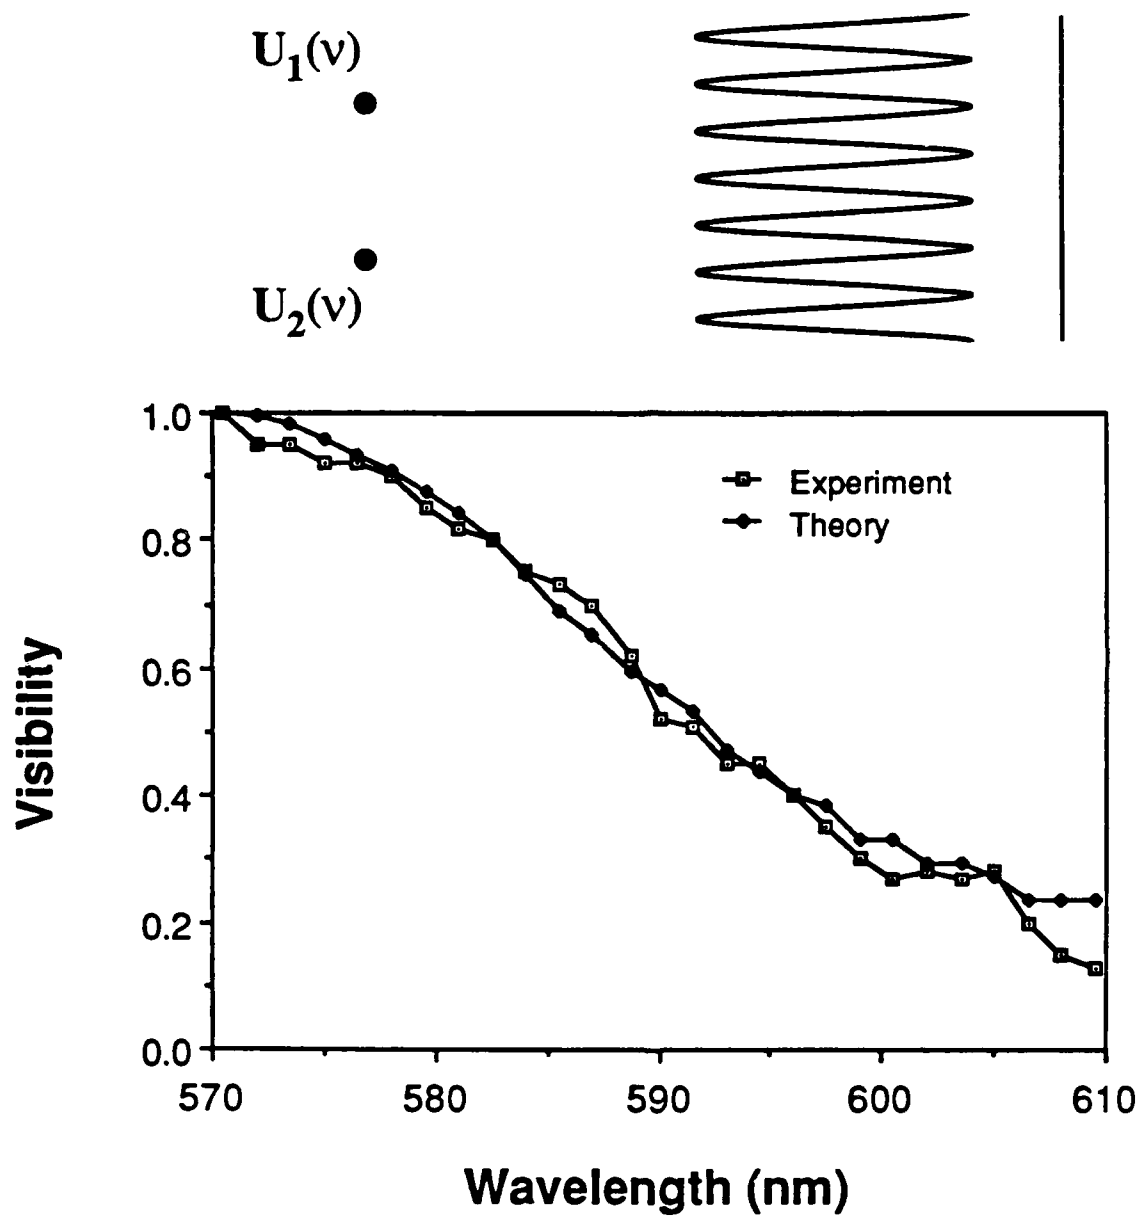 U1(ν)
U2(ν)
Experiment
Theory
Visibility
1.0
0.8
0.6
0.4
0.2
0.0
570 580 590 600 610
Wavelength (nm)